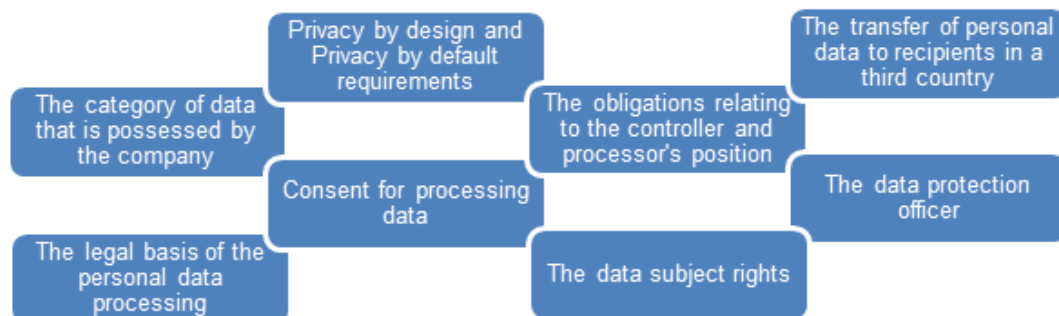 The category of data
that is possessed by
the company
The legal basis of the
personal data
processing
Privacy by design and
Privacy by default
requirements
Consent for processing
data
The obligations relating
to the controller and
processor's position
The data subject rights
The transfer of personal
data to recipients in a
third country
The data protection
officer